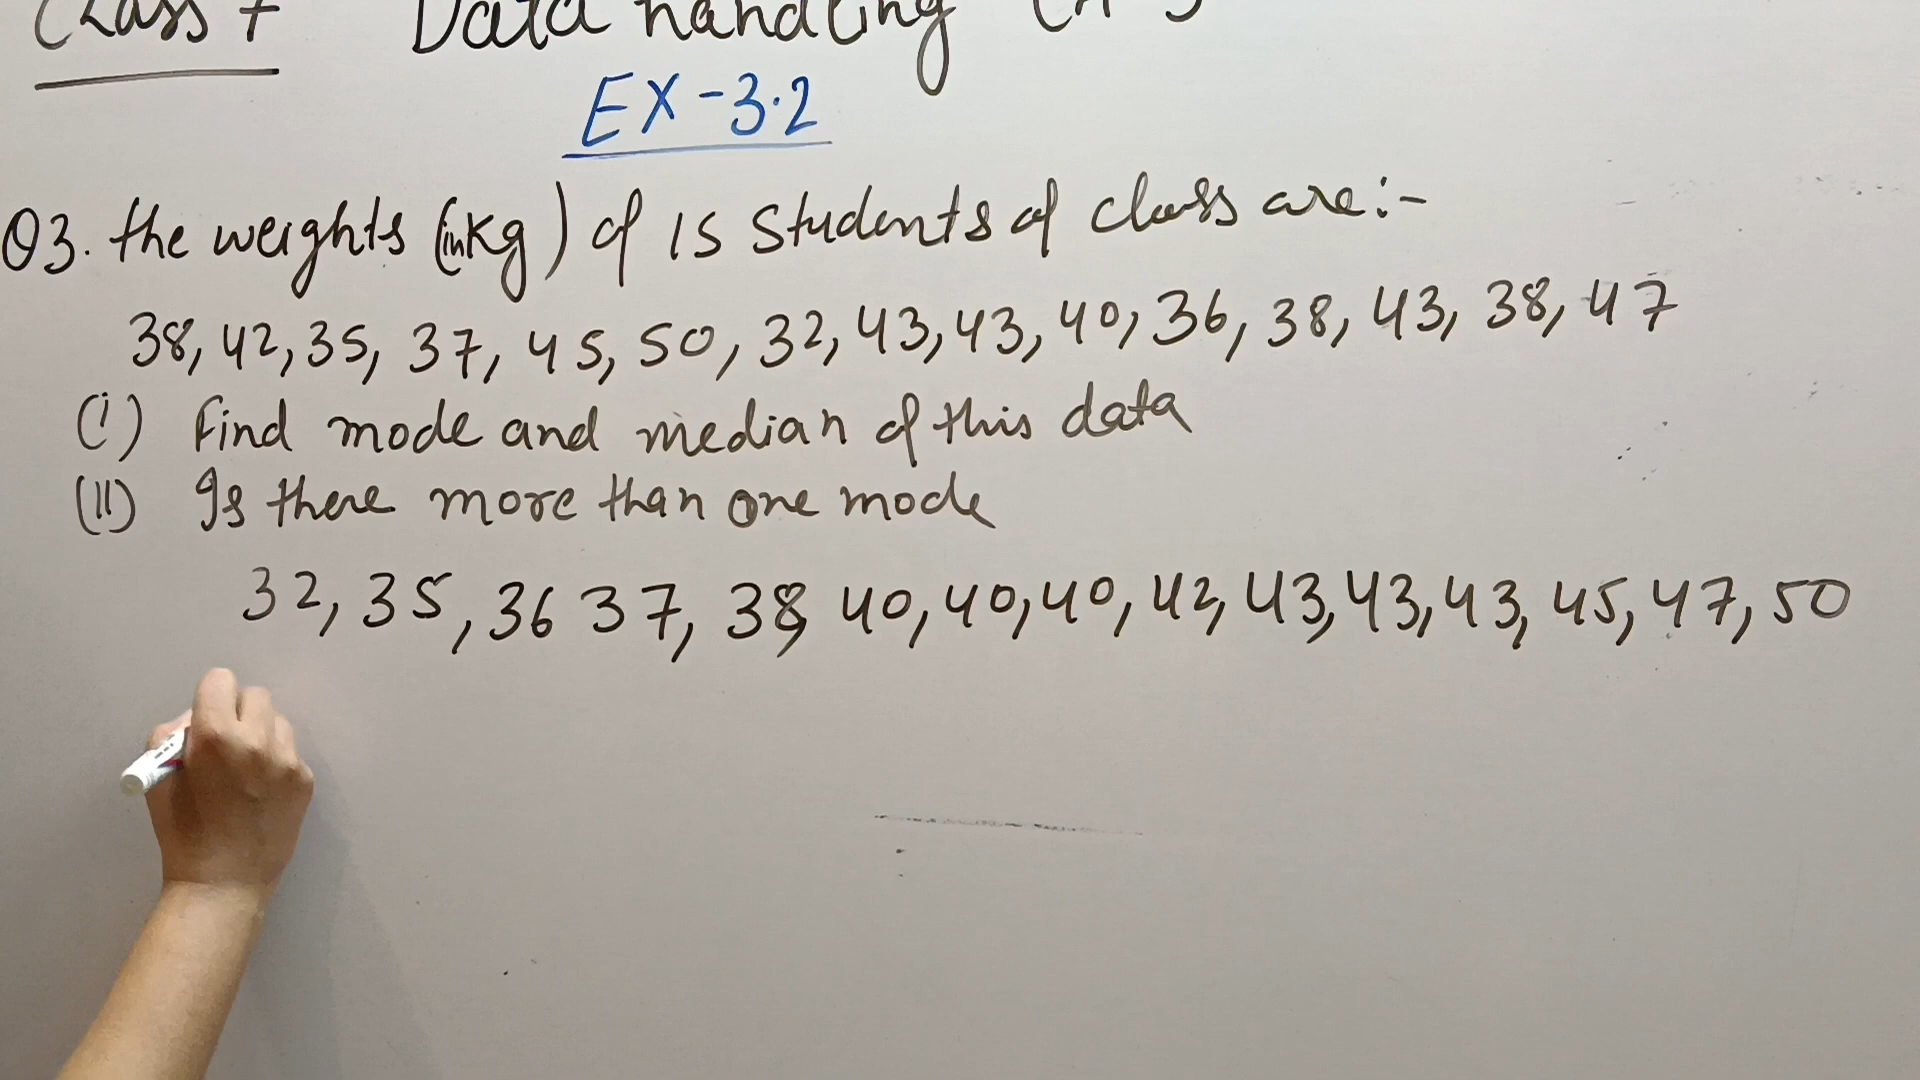 Class 7 Data handling
EX-3.2
Q3. the weights (in kg) of 15 students of class are:-
38, 42, 35, 37, 45, 50, 32, 43, 43, 40, 36, 38, 43, 38, 47
(i) Find mode and median of this data
(II) Is there more than one mode
32, 35, 36 37, 38, 40, 40, 40, 42, 43, 43, 43, 45, 47, 50